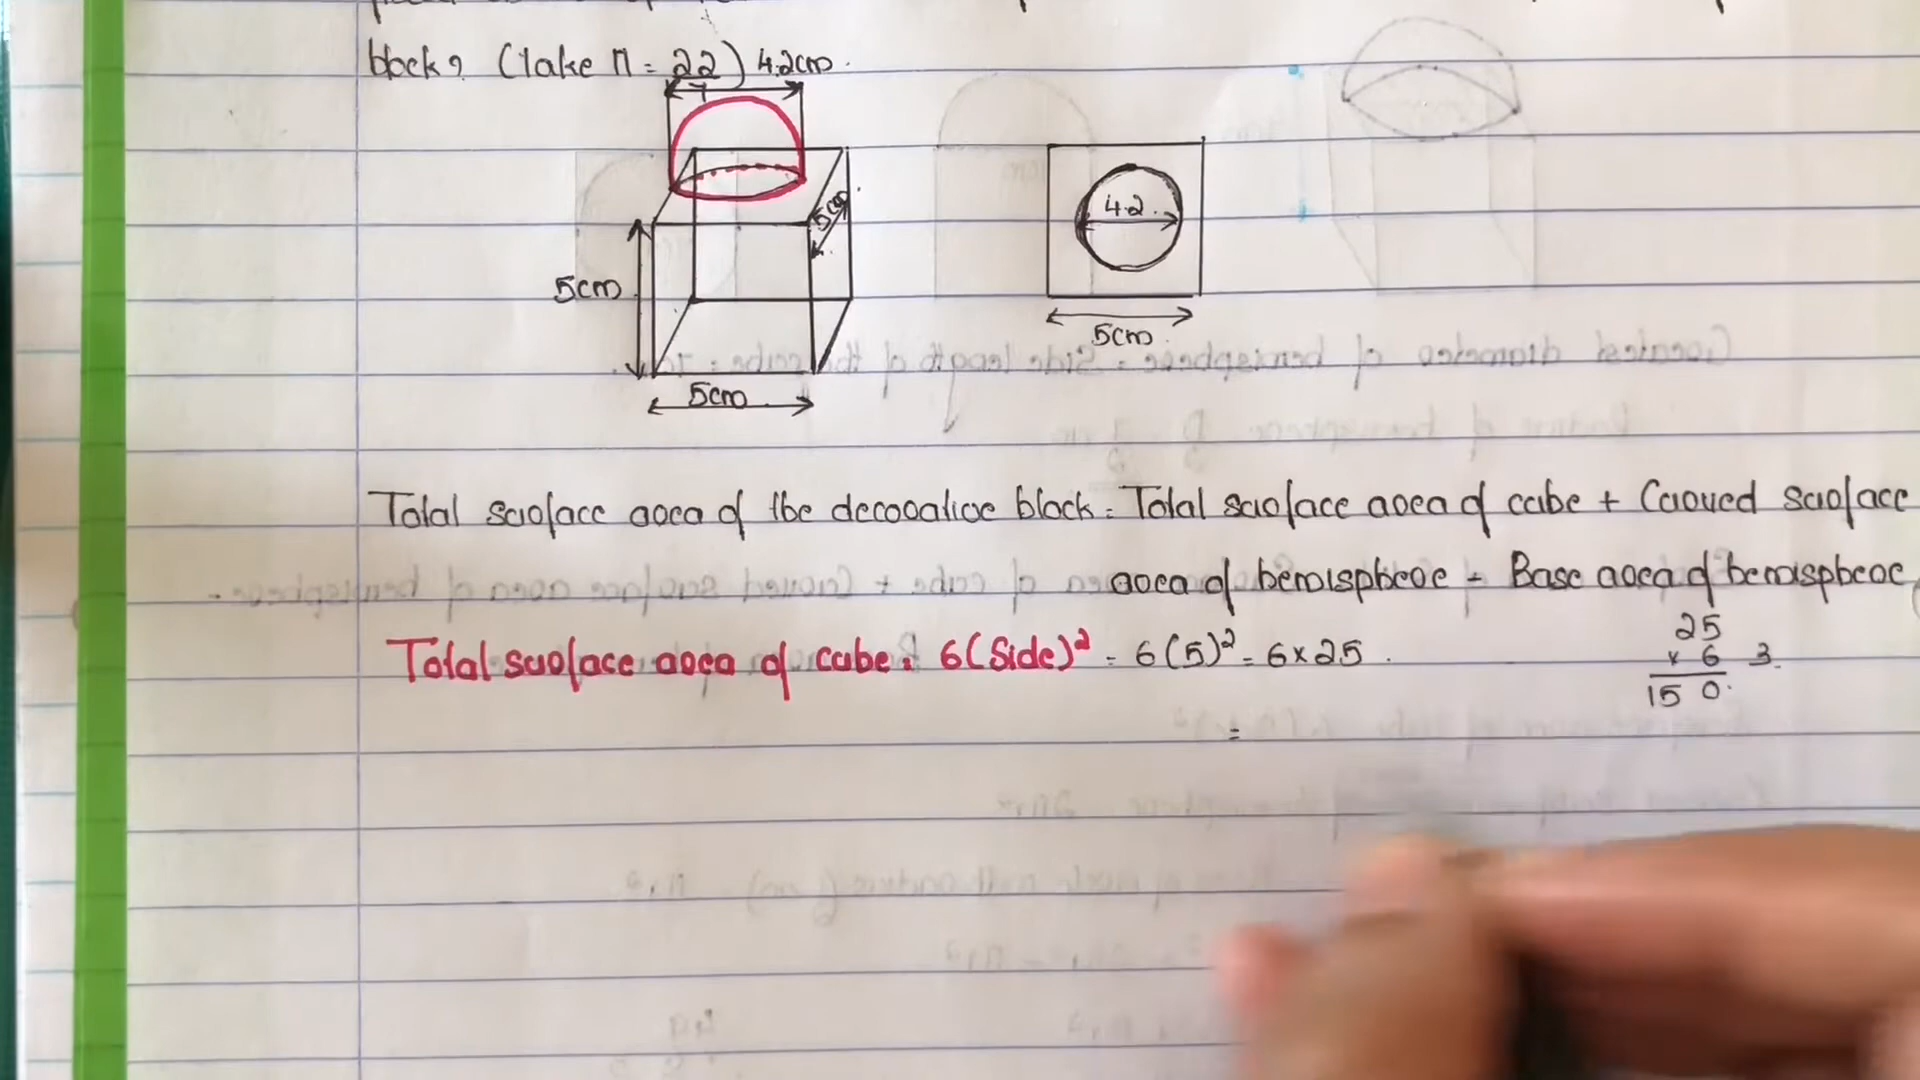 block? (Take π = 22/7) 4.2cm.
5cm
4.2
5cm
5cm
5cm
Total surface area of the decorative block = Total surface area of cube + Curved surface
area of hemisphere - Base area of hemisphere
Total surface area of cube = 6(Side)² = 6(5)² = 6×25
25
× 6 3
150
=